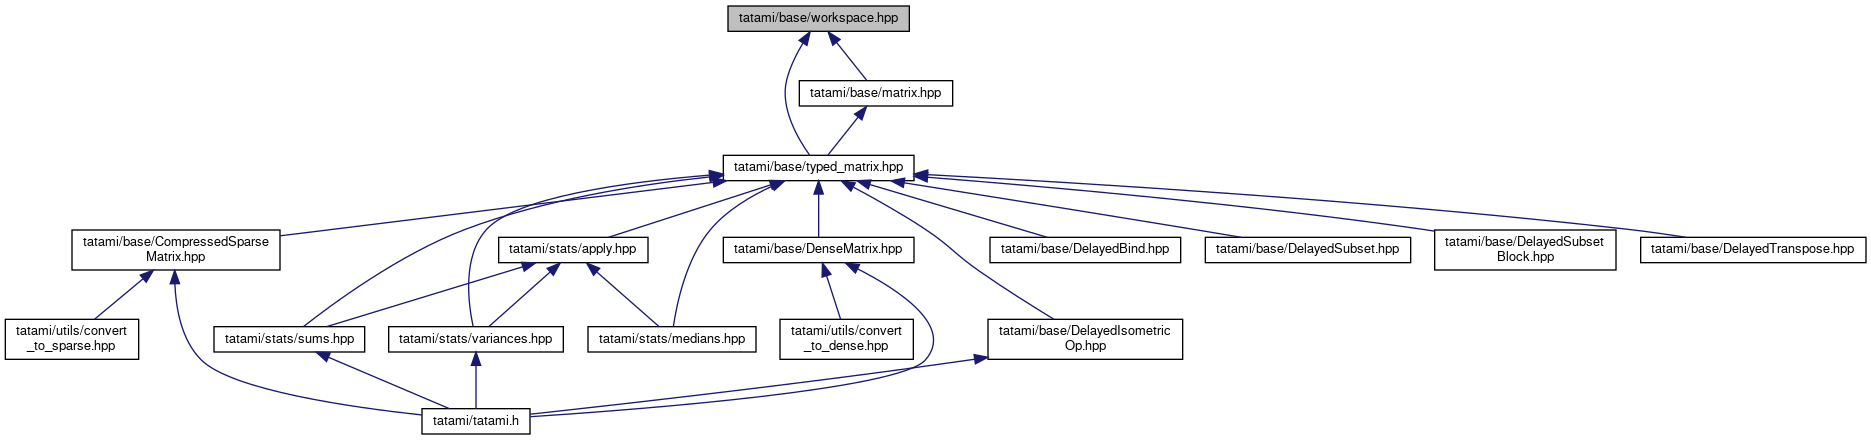 tatami/base/workspace.hpp
tatami/base/matrix.hpp
tatami/base/typed_matrix.hpp
tatami/base/CompressedSparse
Matrix.hpp
tatami/stats/apply.hpp
tatami/base/DenseMatrix.hpp
tatami/base/DelayedBind.hpp
tatami/base/DelayedSubset.hpp
tatami/base/DelayedSubset
Block.hpp
tatami/base/DelayedTranspose.hpp
tatami/utils/convert
_to_sparse.hpp
tatami/stats/sums.hpp
tatami/stats/variances.hpp
tatami/stats/medians.hpp
tatami/utils/convert
_to_dense.hpp
tatami/base/DelayedIsometric
Op.hpp
tatami/tatami.h